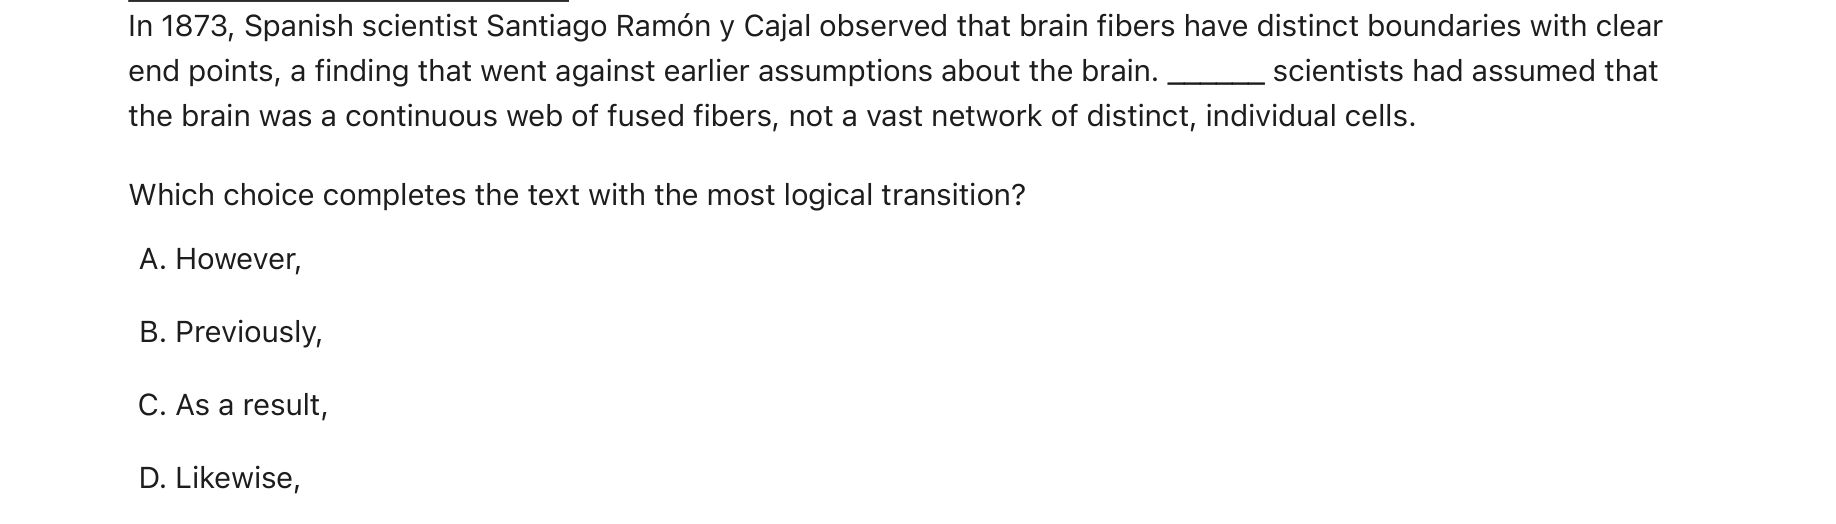 In 1873, Spanish scientist Santiago Ramón y Cajal observed that brain fibers have distinct boundaries with clear
end points, a finding that went against earlier assumptions about the brain. ______ scientists had assumed that
the brain was a continuous web of fused fibers, not a vast network of distinct, individual cells.
Which choice completes the text with the most logical transition?
A. However,
B. Previously,
C. As a result,
D. Likewise,